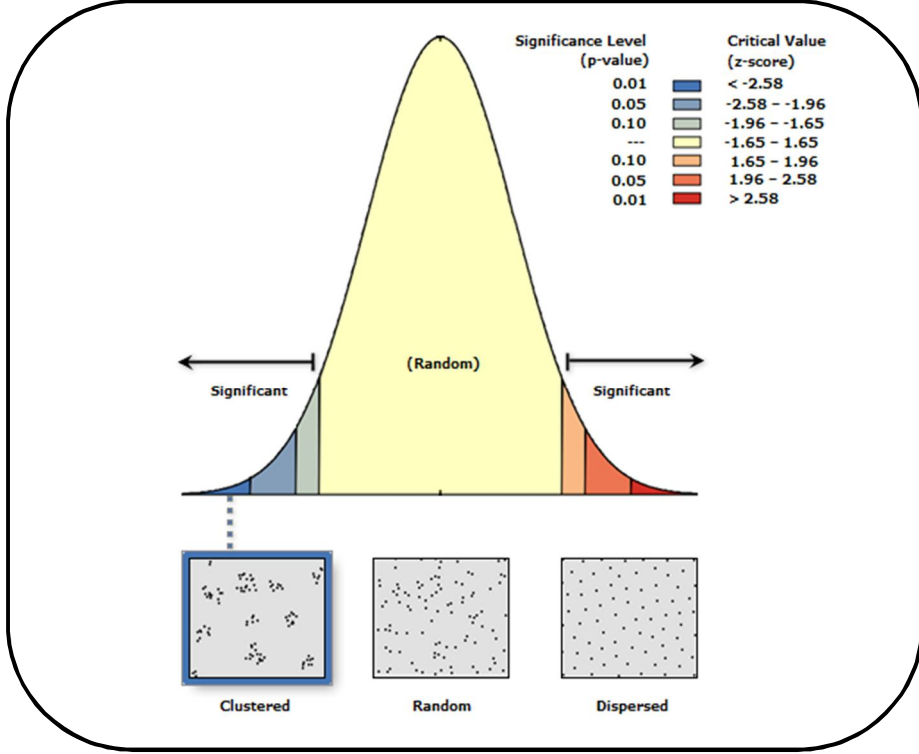 Significance Level (p-value) Critical Value (z-score)
0.01 < -2.58
0.05 -2.58 – -1.96
0.10 -1.96 – -1.65
--- -1.65 – 1.65
0.10 1.65 – 1.96
0.05 1.96 – 2.58
0.01 > 2.58
(Random)
Significant Significant
Clustered Random Dispersed